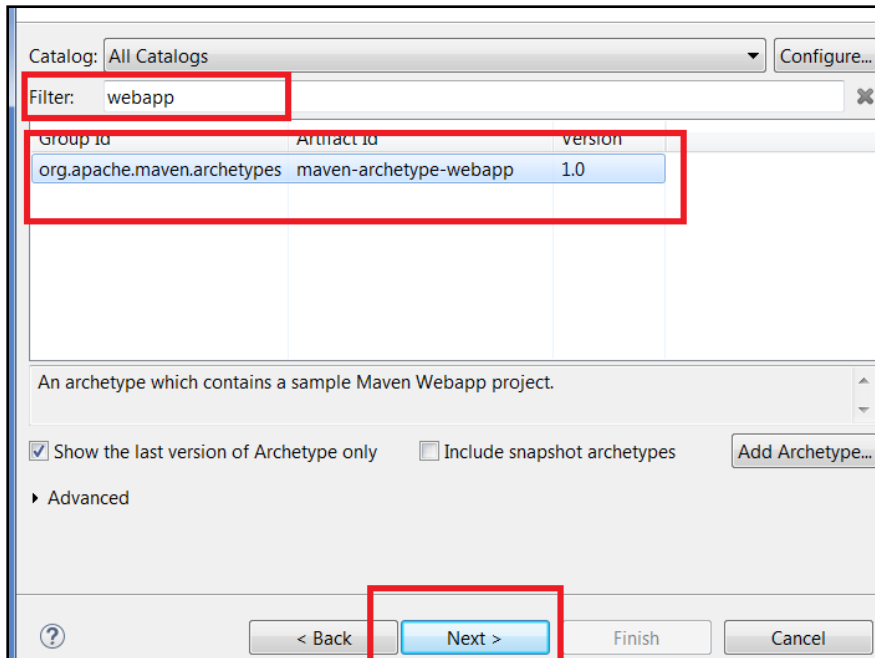 Catalog: All Catalogs Configure...
Filter: webapp
Group Id Artifact Id Version
org.apache.maven.archetypes maven-archetype-webapp 1.0
An archetype which contains a sample Maven Webapp project.
Show the last version of Archetype only Include snapshot archetypes Add Archetype...
Advanced
? < Back Next > Finish Cancel